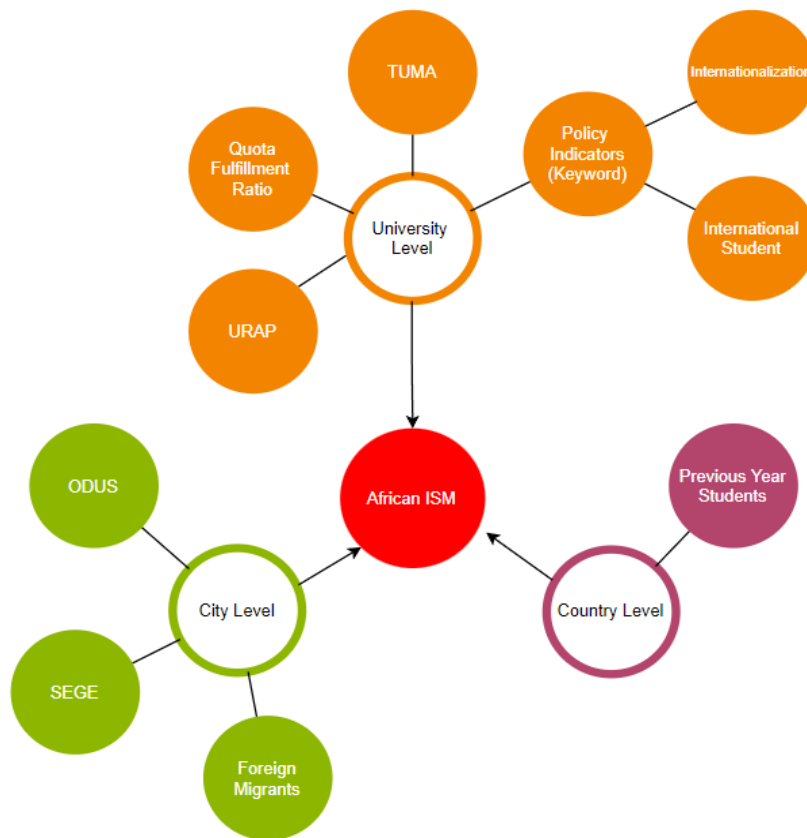 TUMA
Internationalization
Quota
Fulfillment
Ratio
Policy
Indicators
(Keyword)
University
Level
International
Student
URAP
ODUS
African ISM
Previous Year
Students
City Level
Country Level
SEGE
Foreign
Migrants